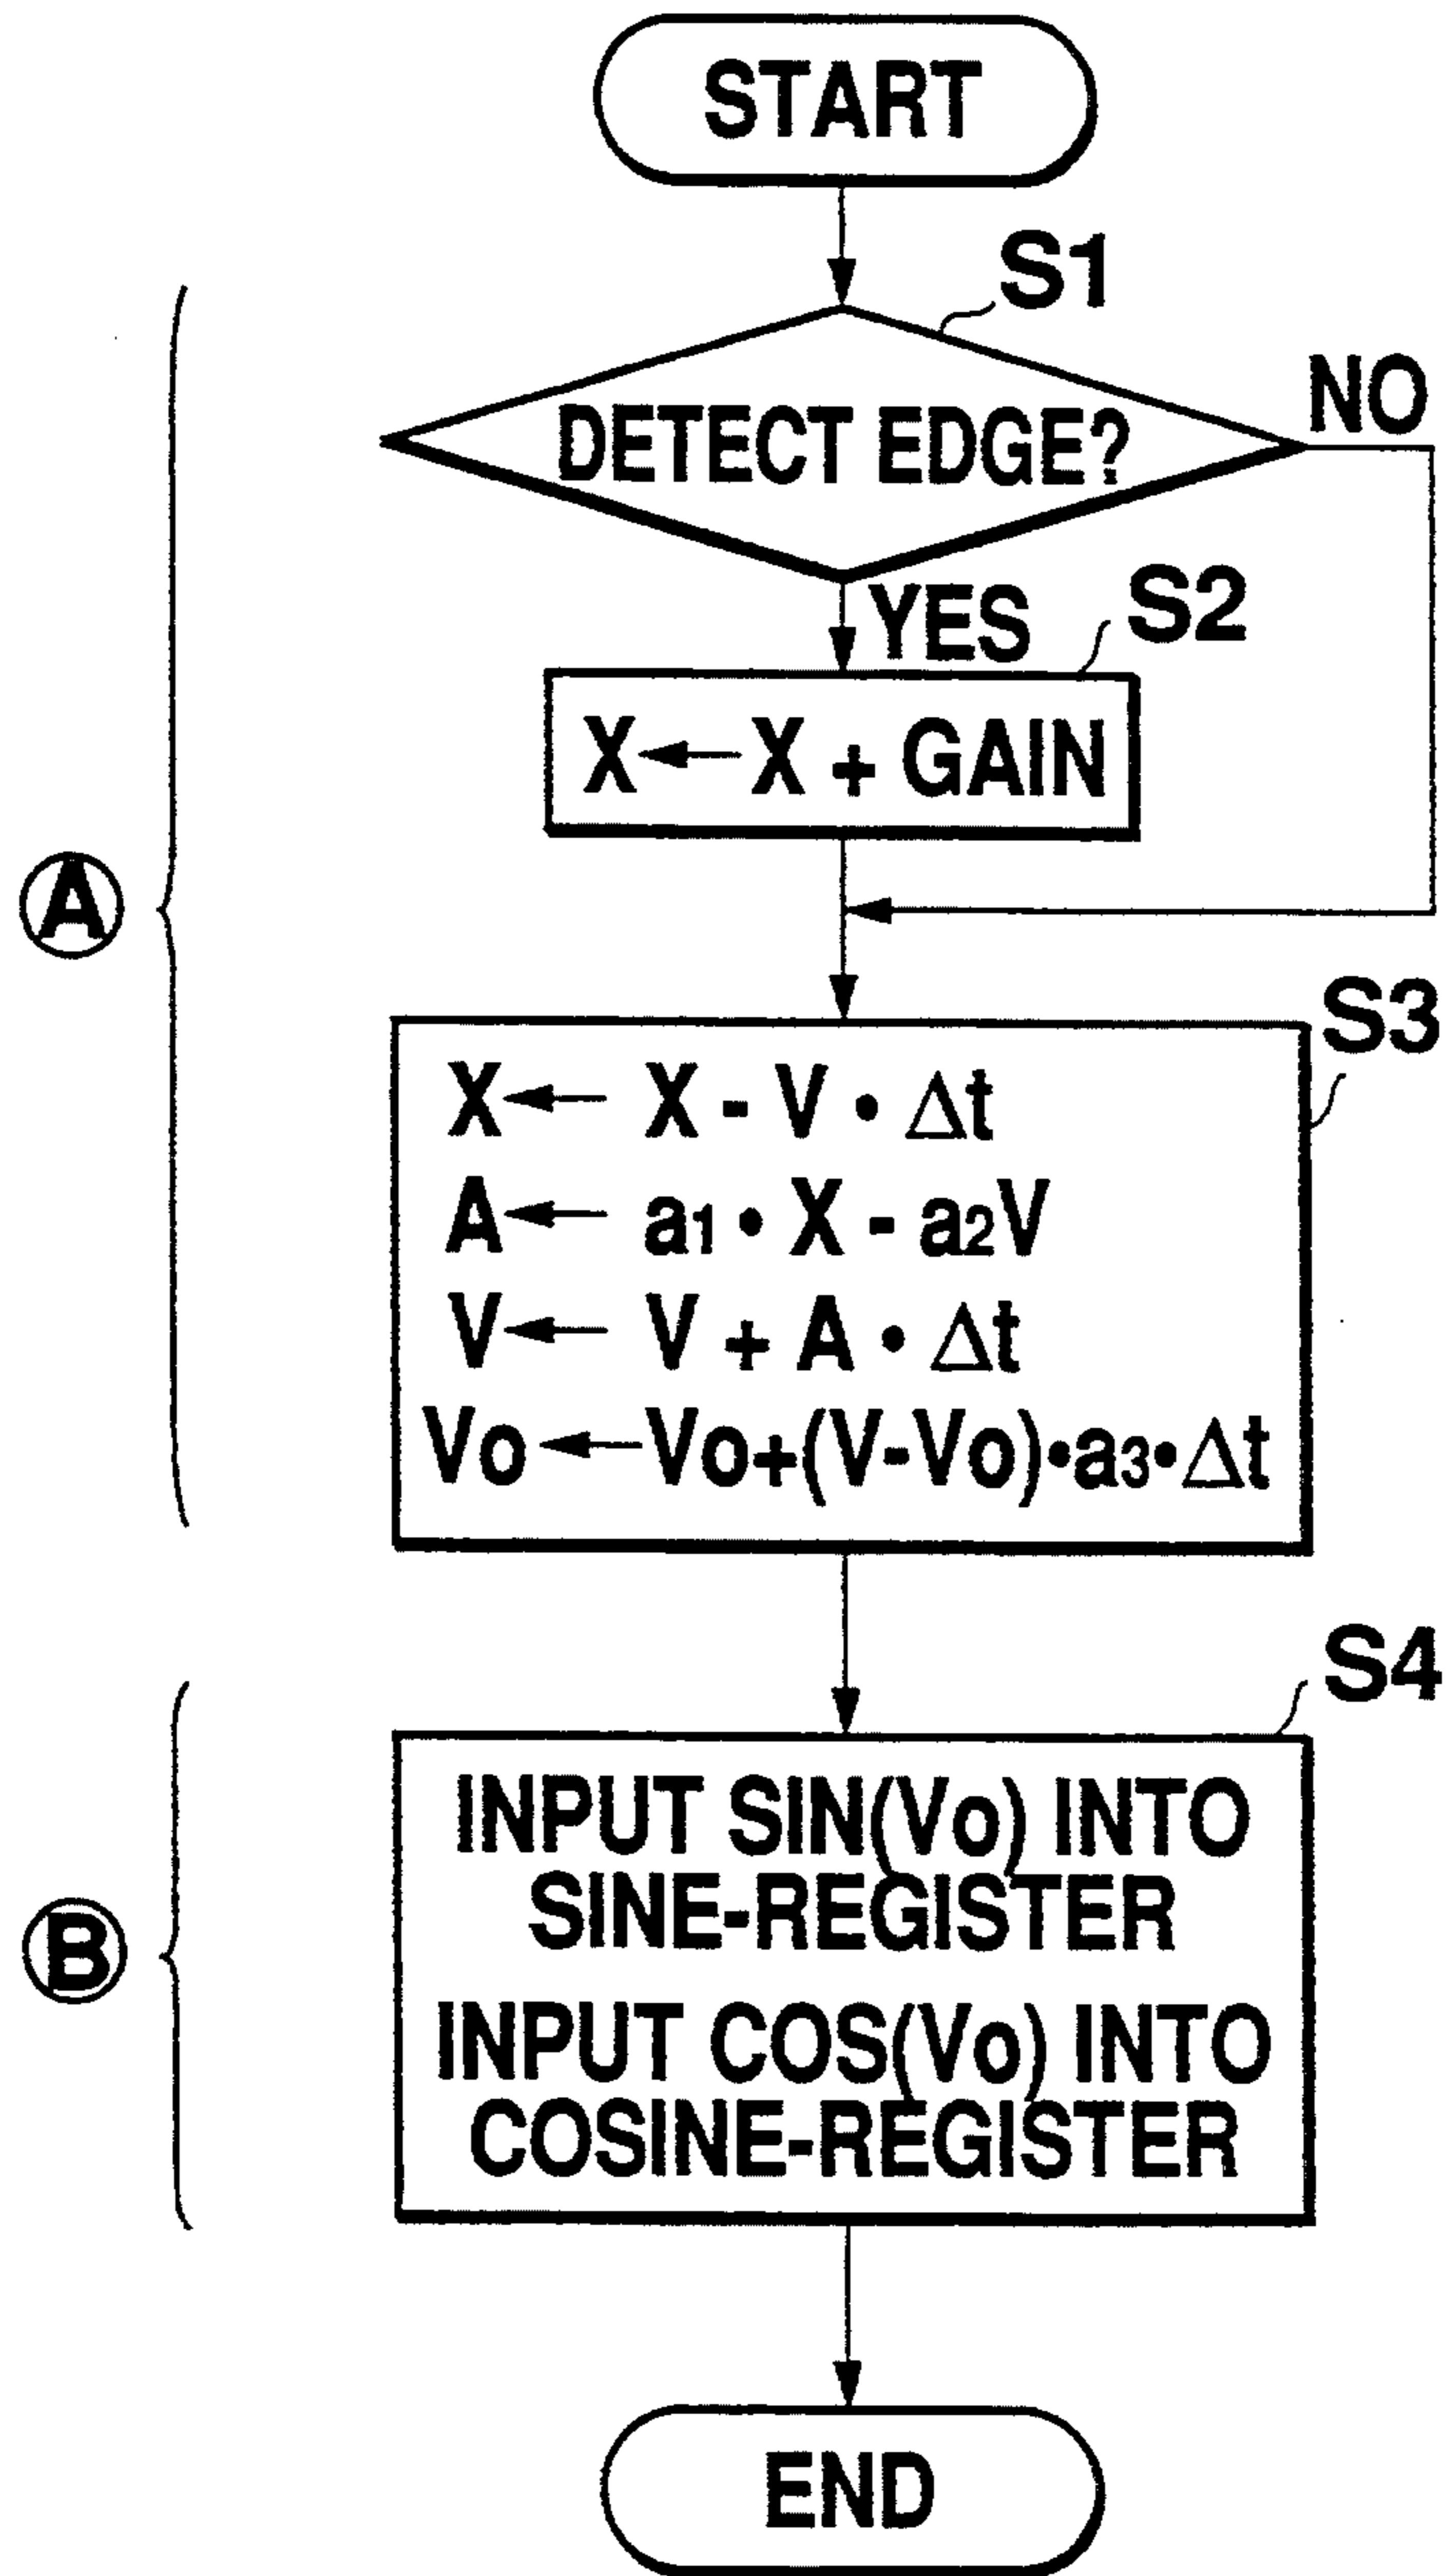 START
S1
DETECT EDGE?
NO
YES
S2
X ← X + GAIN
A
S3
X ← X - V • Δt
A ← a1 • X - a2V
V ← V + A • Δt
Vo ← Vo+(V-Vo)•a3•Δt
S4
B
INPUT SIN(Vo) INTO
SINE-REGISTER
INPUT COS(Vo) INTO
COSINE-REGISTER
END